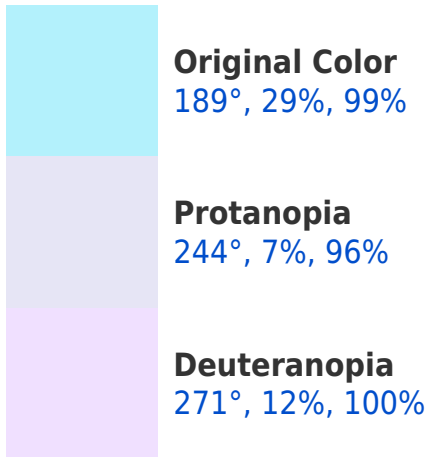 Original Color
189°, 29%, 99%
Protanopia
244°, 7%, 96%
Deuteranopia
271°, 12%, 100%